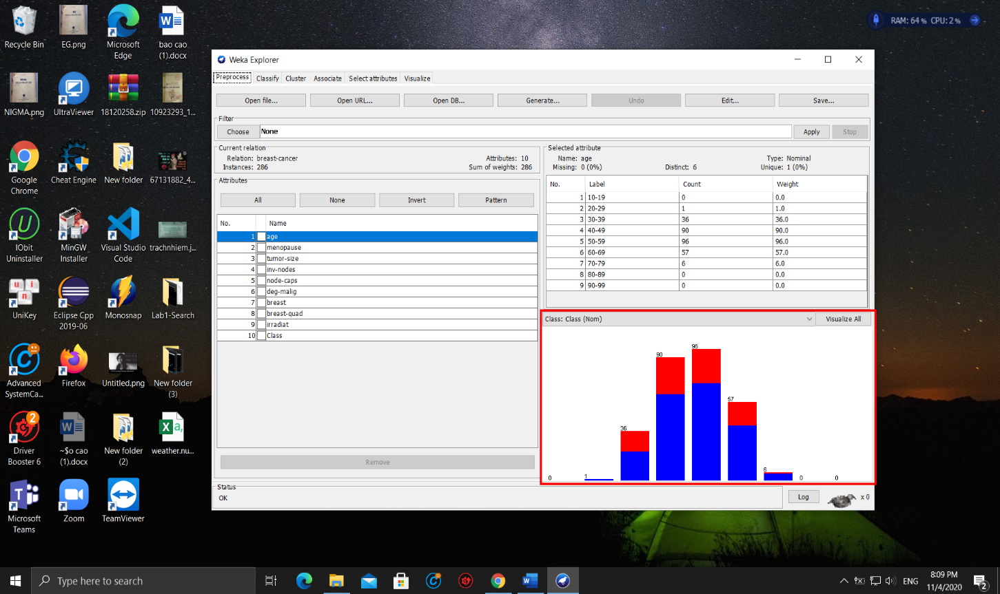 Recycle Bin
EG.png
Microsoft
Edge
bao cao
(1).docx
NIGMA.png
UltraViewer
18120258.zip
10923293_1...
Google
Chrome
Cheat Engine
New folder
67131882_4...
IObit
Uninstaller
MinGW
Installer
Visual Studio
Code
trachnhiem.j...
UniKey
Eclipse Cpp
2019-06
Monosnap
Lab1-Search
Advanced
SystemCa...
Firefox
Untitled.png
New folder
(3)
Driver
Booster 6
~$o cao
(1).docx
New folder
(2)
weather.nu...
Microsoft
Teams
Zoom
TeamViewer
RAM: 64 % CPU: 2 %
Weka Explorer
Preprocess Classify Cluster Associate Select attributes Visualize
Open file... Open URL... Open DB... Generate... Undo Edit... Save...
Filter
Choose None Apply Stop
Current relation
Relation: breast-cancer Attributes: 10
Instances: 286 Sum of weights: 286
Attributes
All None Invert Pattern
No. Name
1 age
2 menopause
3 tumor-size
4 inv-nodes
5 node-caps
6 deg-malig
7 breast
8 breast-quad
9 irradiat
10 Class
Remove
Selected attribute
Name: age Type: Nominal
Missing: 0 (0%) Distinct: 6 Unique: 1 (0%)
No. Label Count Weight
1 10-19 0 0.0
2 20-29 1 1.0
3 30-39 36 36.0
4 40-49 90 90.0
5 50-59 96 96.0
6 60-69 57 57.0
7 70-79 6 6.0
8 80-89 0 0.0
9 90-99 0 0.0
Class: Class (Nom) Visualize All
0 1 36 90 96 57 6 0 0
Status
OK
Log x 0
Type here to search
ENG
8:09 PM
11/4/2020
2